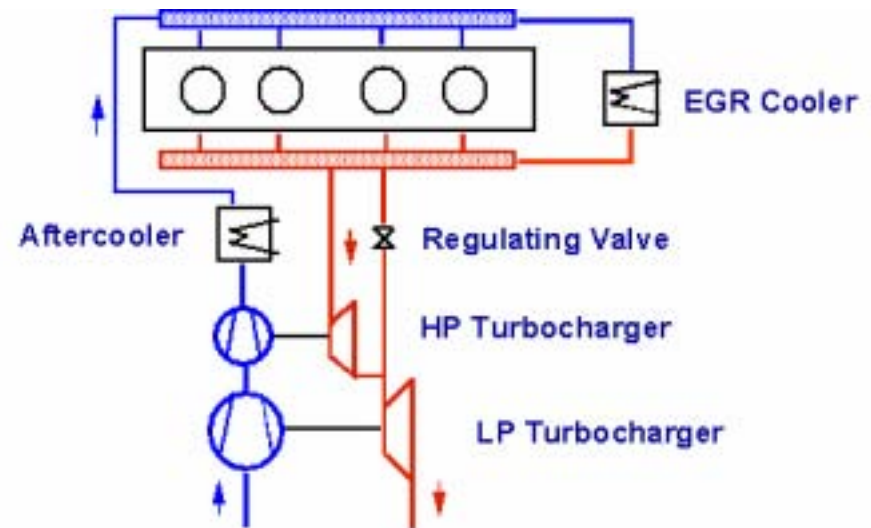 EGR Cooler
Aftercooler
Regulating Valve
HP Turbocharger
LP Turbocharger